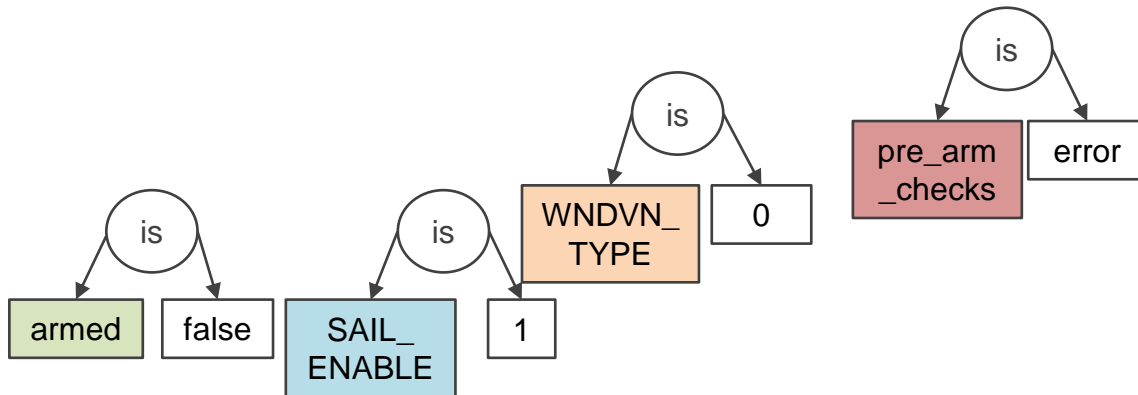 is
pre_arm
_checks
error
is
WNDVN_
TYPE
0
is
armed
false
is
SAIL_
ENABLE
1